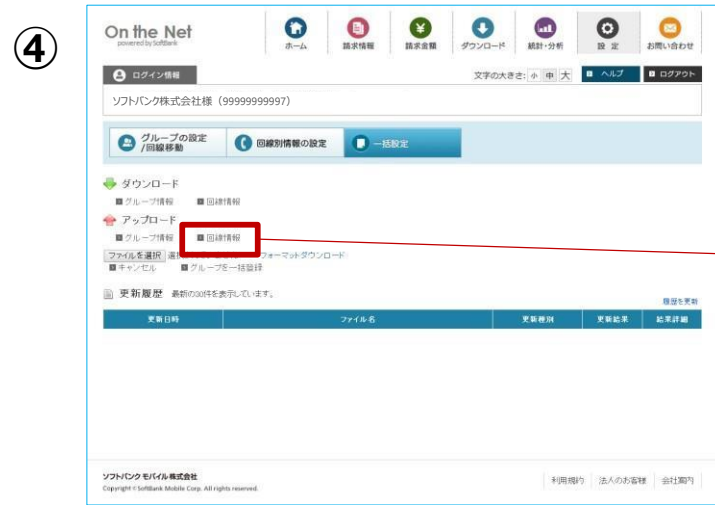 ④
On the Net
powered by SoftBank
ホーム
請求情報
請求金額
ダウンロード
統計・分析
設 定
お問い合わせ
ログイン情報
文字の大きさ: 小 中 大
ヘルプ
ログアウト
ソフトバンク株式会社様 (99999999997)
グループの設定
/回線移動
回線別情報の設定
一括設定
ダウンロード
グループ情報
回線情報
アップロード
グループ情報
回線情報
ファイルを選択
フォーマットダウンロード
キャンセル
グループを一括登録
更新履歴 最新の30件を表示しています。
履歴を更新
更新日時
ファイル名
更新種別
更新結果
結果詳細
ソフトバンク モバイル株式会社
Copyright © SoftBank Mobile Corp. All rights reserved.
利用規約
法人のお客様
会社案内